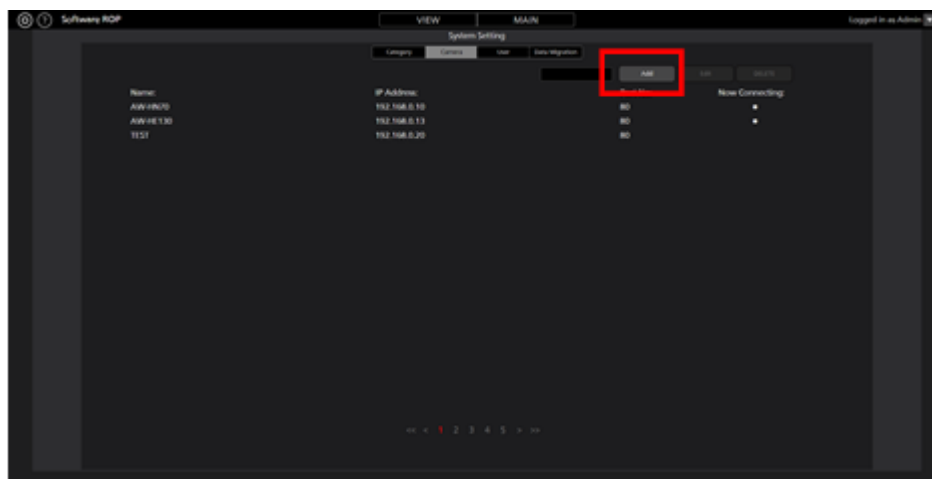 ? Software ROP VIEW MAIN Logged in as Admin
System Setting
Category Camera User Data Migration
Add Edit DELETE
Name: IP Address: Now Connecting:
AW-HN70 192.168.0.10 80
AW-HE130 192.168.0.13 80
TEST 192.168.0.20 80
<< < 1 2 3 4 5 > >>